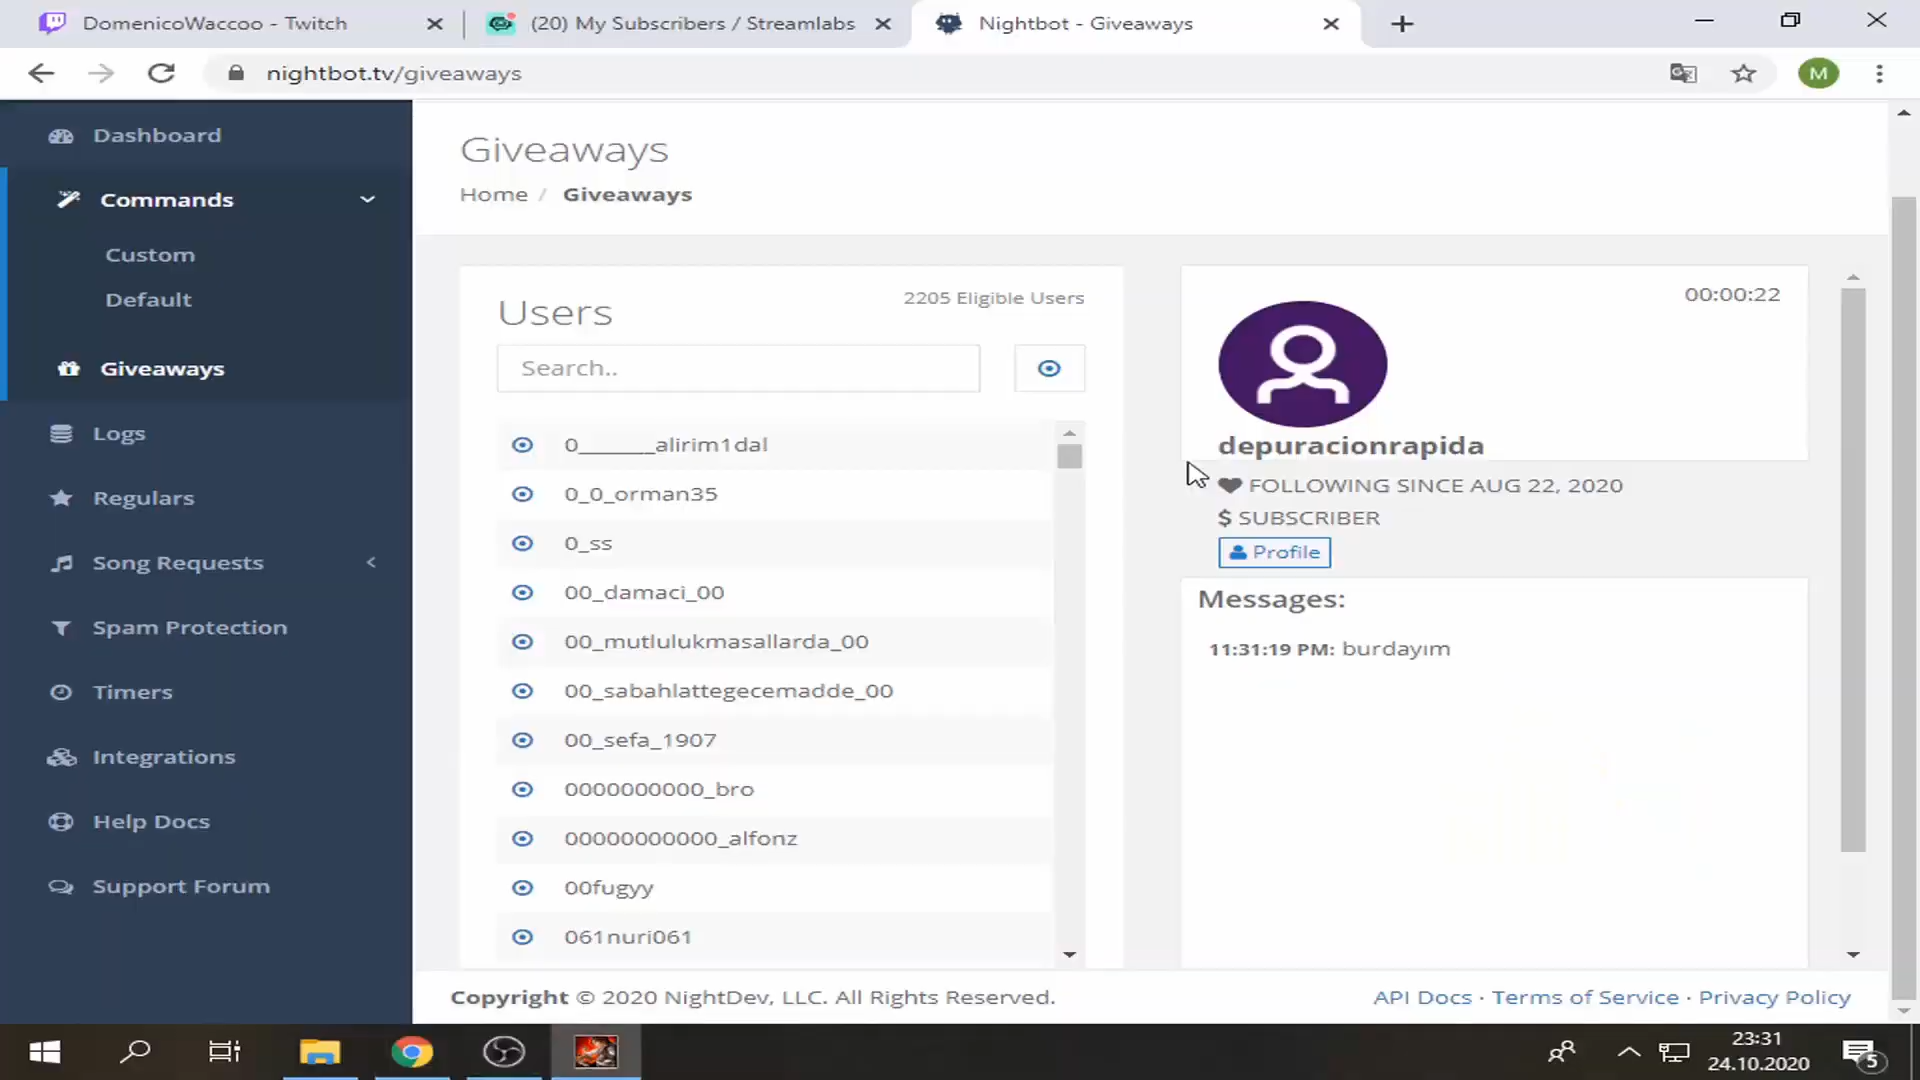 DomenicoWaccoo - Twitch
(20) My Subscribers / Streamlabs
Nightbot - Giveaways
nightbot.tv/giveaways
M
Dashboard
Commands
Custom
Default
Giveaways
Logs
Regulars
Song Requests
Spam Protection
Timers
Integrations
Help Docs
Support Forum
Giveaways
Home / Giveaways
Users
2205 Eligible Users
Search..
0_______alirim1dal
0_0_orman35
0_ss
00_damaci_00
00_mutlulukmasallarda_00
00_sabahlattegecemadde_00
00_sefa_1907
0000000000_bro
00000000000_alfonz
00fugyy
061nuri061
00:00:22
depuracionrapida
FOLLOWING SINCE AUG 22, 2020
$ SUBSCRIBER
Profile
Messages:
11:31:19 PM: burdayım
Copyright © 2020 NightDev, LLC. All Rights Reserved.
API Docs · Terms of Service · Privacy Policy
23:31
24.10.2020
5